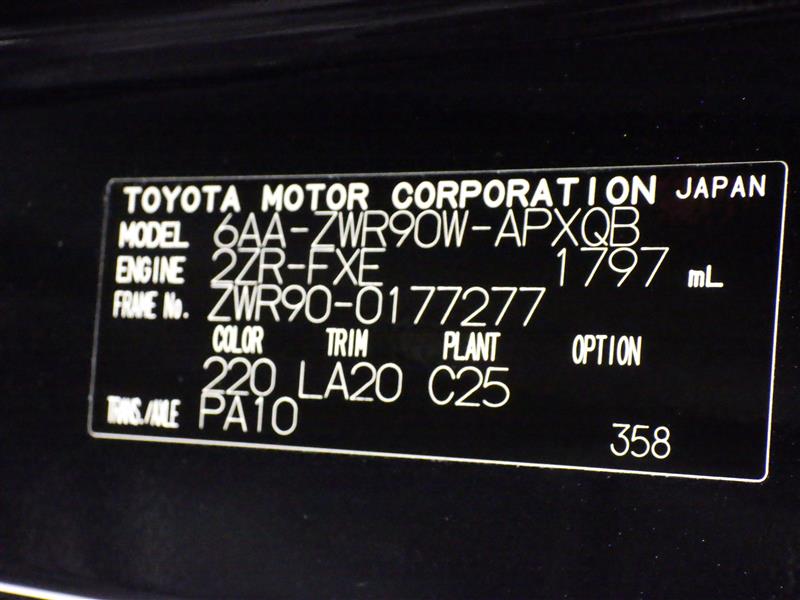 TOYOTA MOTOR CORPORATION JAPAN
MODEL 6AA-ZWR90W-APXQB
ENGINE 2ZR-FXE 1797 mL
FRAME No. ZWR90-0177277
COLOR TRIM PLANT OPTION
220 LA20 C25
TRANS./AXLE PA10
358